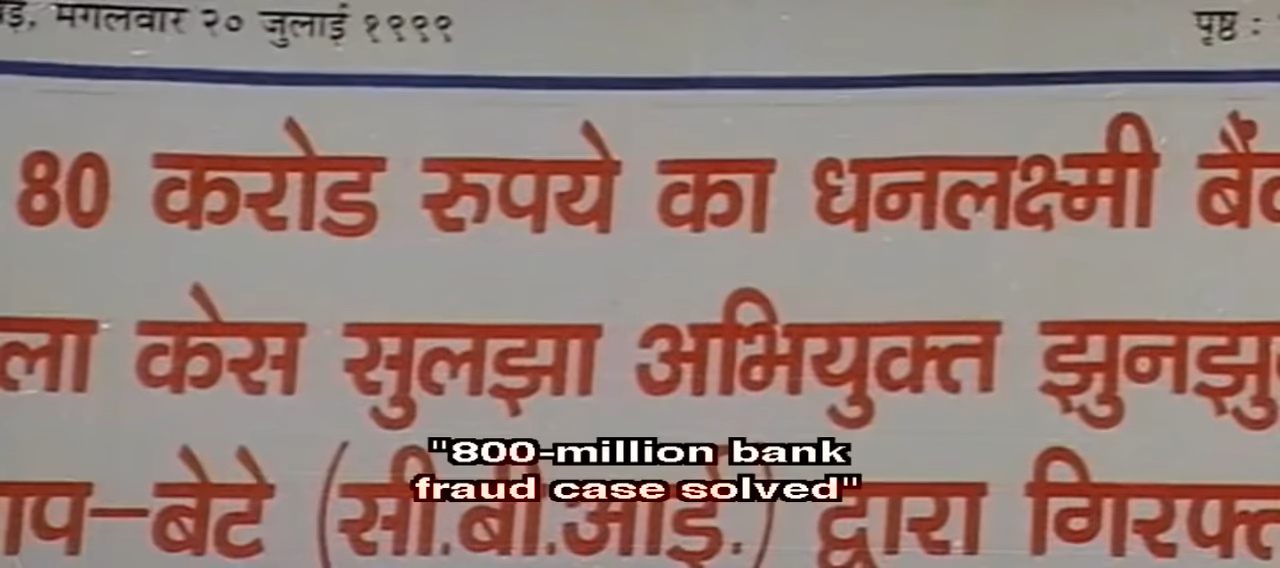 मंगलवार २० जुलाई १९९९ पृष्ठ :
80 करोड रुपये का धनलक्ष्मी
केस सुलझा अभियुक्त
"800-million bank
fraud case solved"
बेटे (सी.बी.आई.) द्वारा